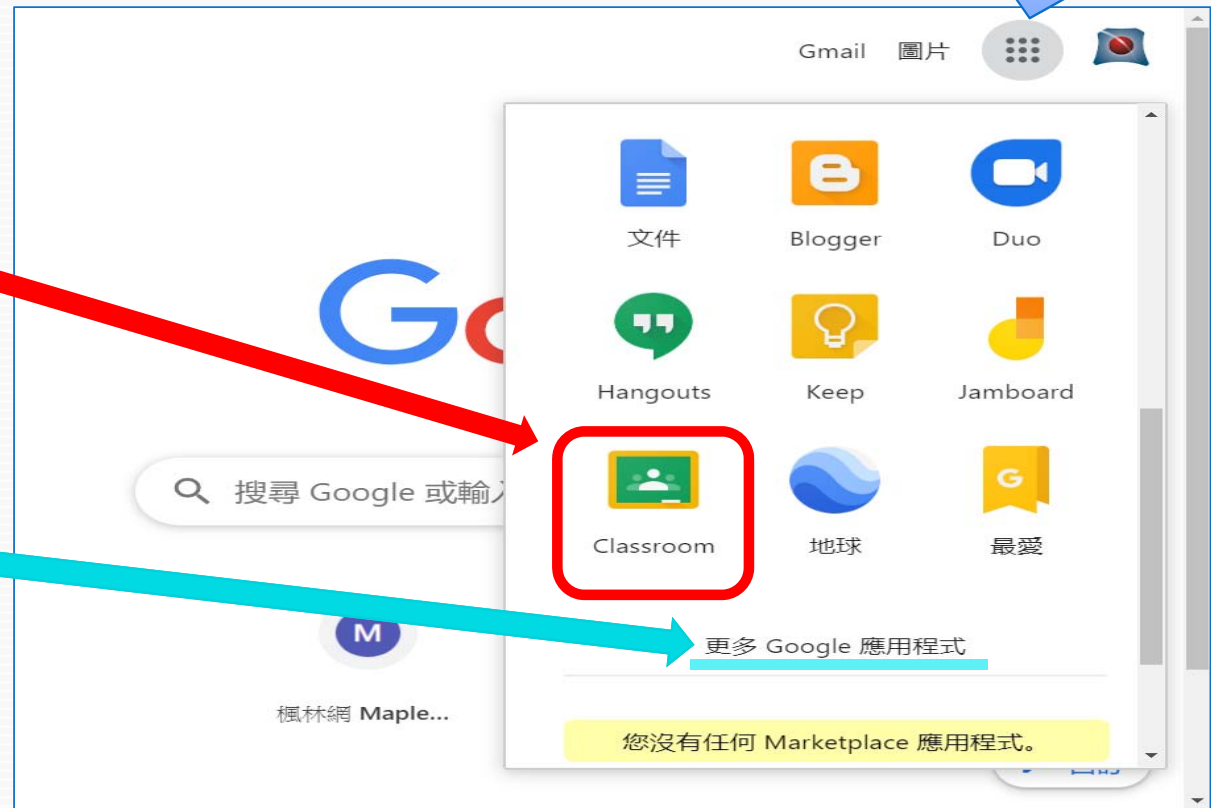 Gmail 圖片
文件 Blogger Duo
Hangouts Keep Jamboard
G
搜尋 Google 或輸入
Classroom 地球 最愛
M
更多 Google 應用程式
楓林網 Maple...
您沒有任何 Marketplace 應用程式。